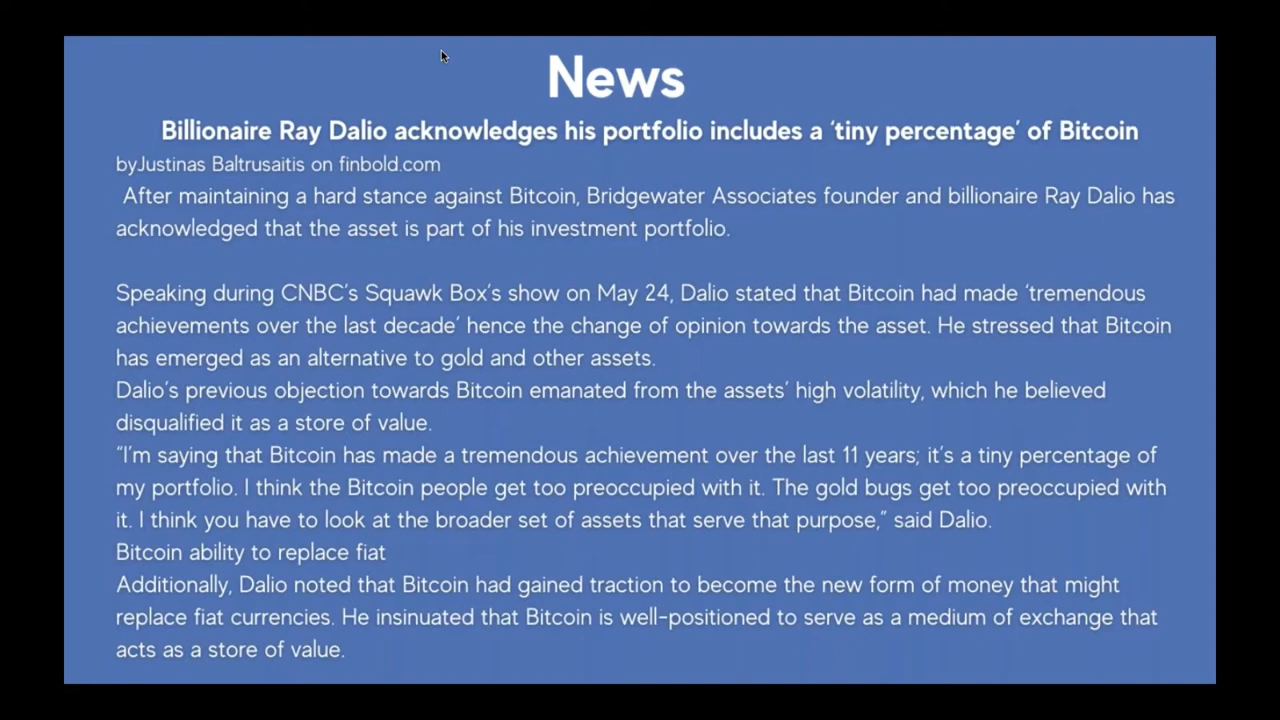 News
Billionaire Ray Dalio acknowledges his portfolio includes a ‘tiny percentage’ of Bitcoin
byJustinas Baltrusaitis on finbold.com
After maintaining a hard stance against Bitcoin, Bridgewater Associates founder and billionaire Ray Dalio has
acknowledged that the asset is part of his investment portfolio.
Speaking during CNBC’s Squawk Box’s show on May 24, Dalio stated that Bitcoin had made ‘tremendous
achievements over the last decade’ hence the change of opinion towards the asset. He stressed that Bitcoin
has emerged as an alternative to gold and other assets.
Dalio’s previous objection towards Bitcoin emanated from the assets’ high volatility, which he believed
disqualified it as a store of value.
“I’m saying that Bitcoin has made a tremendous achievement over the last 11 years; it’s a tiny percentage of
my portfolio. I think the Bitcoin people get too preoccupied with it. The gold bugs get too preoccupied with
it. I think you have to look at the broader set of assets that serve that purpose,” said Dalio.
Bitcoin ability to replace fiat
Additionally, Dalio noted that Bitcoin had gained traction to become the new form of money that might
replace fiat currencies. He insinuated that Bitcoin is well-positioned to serve as a medium of exchange that
acts as a store of value.